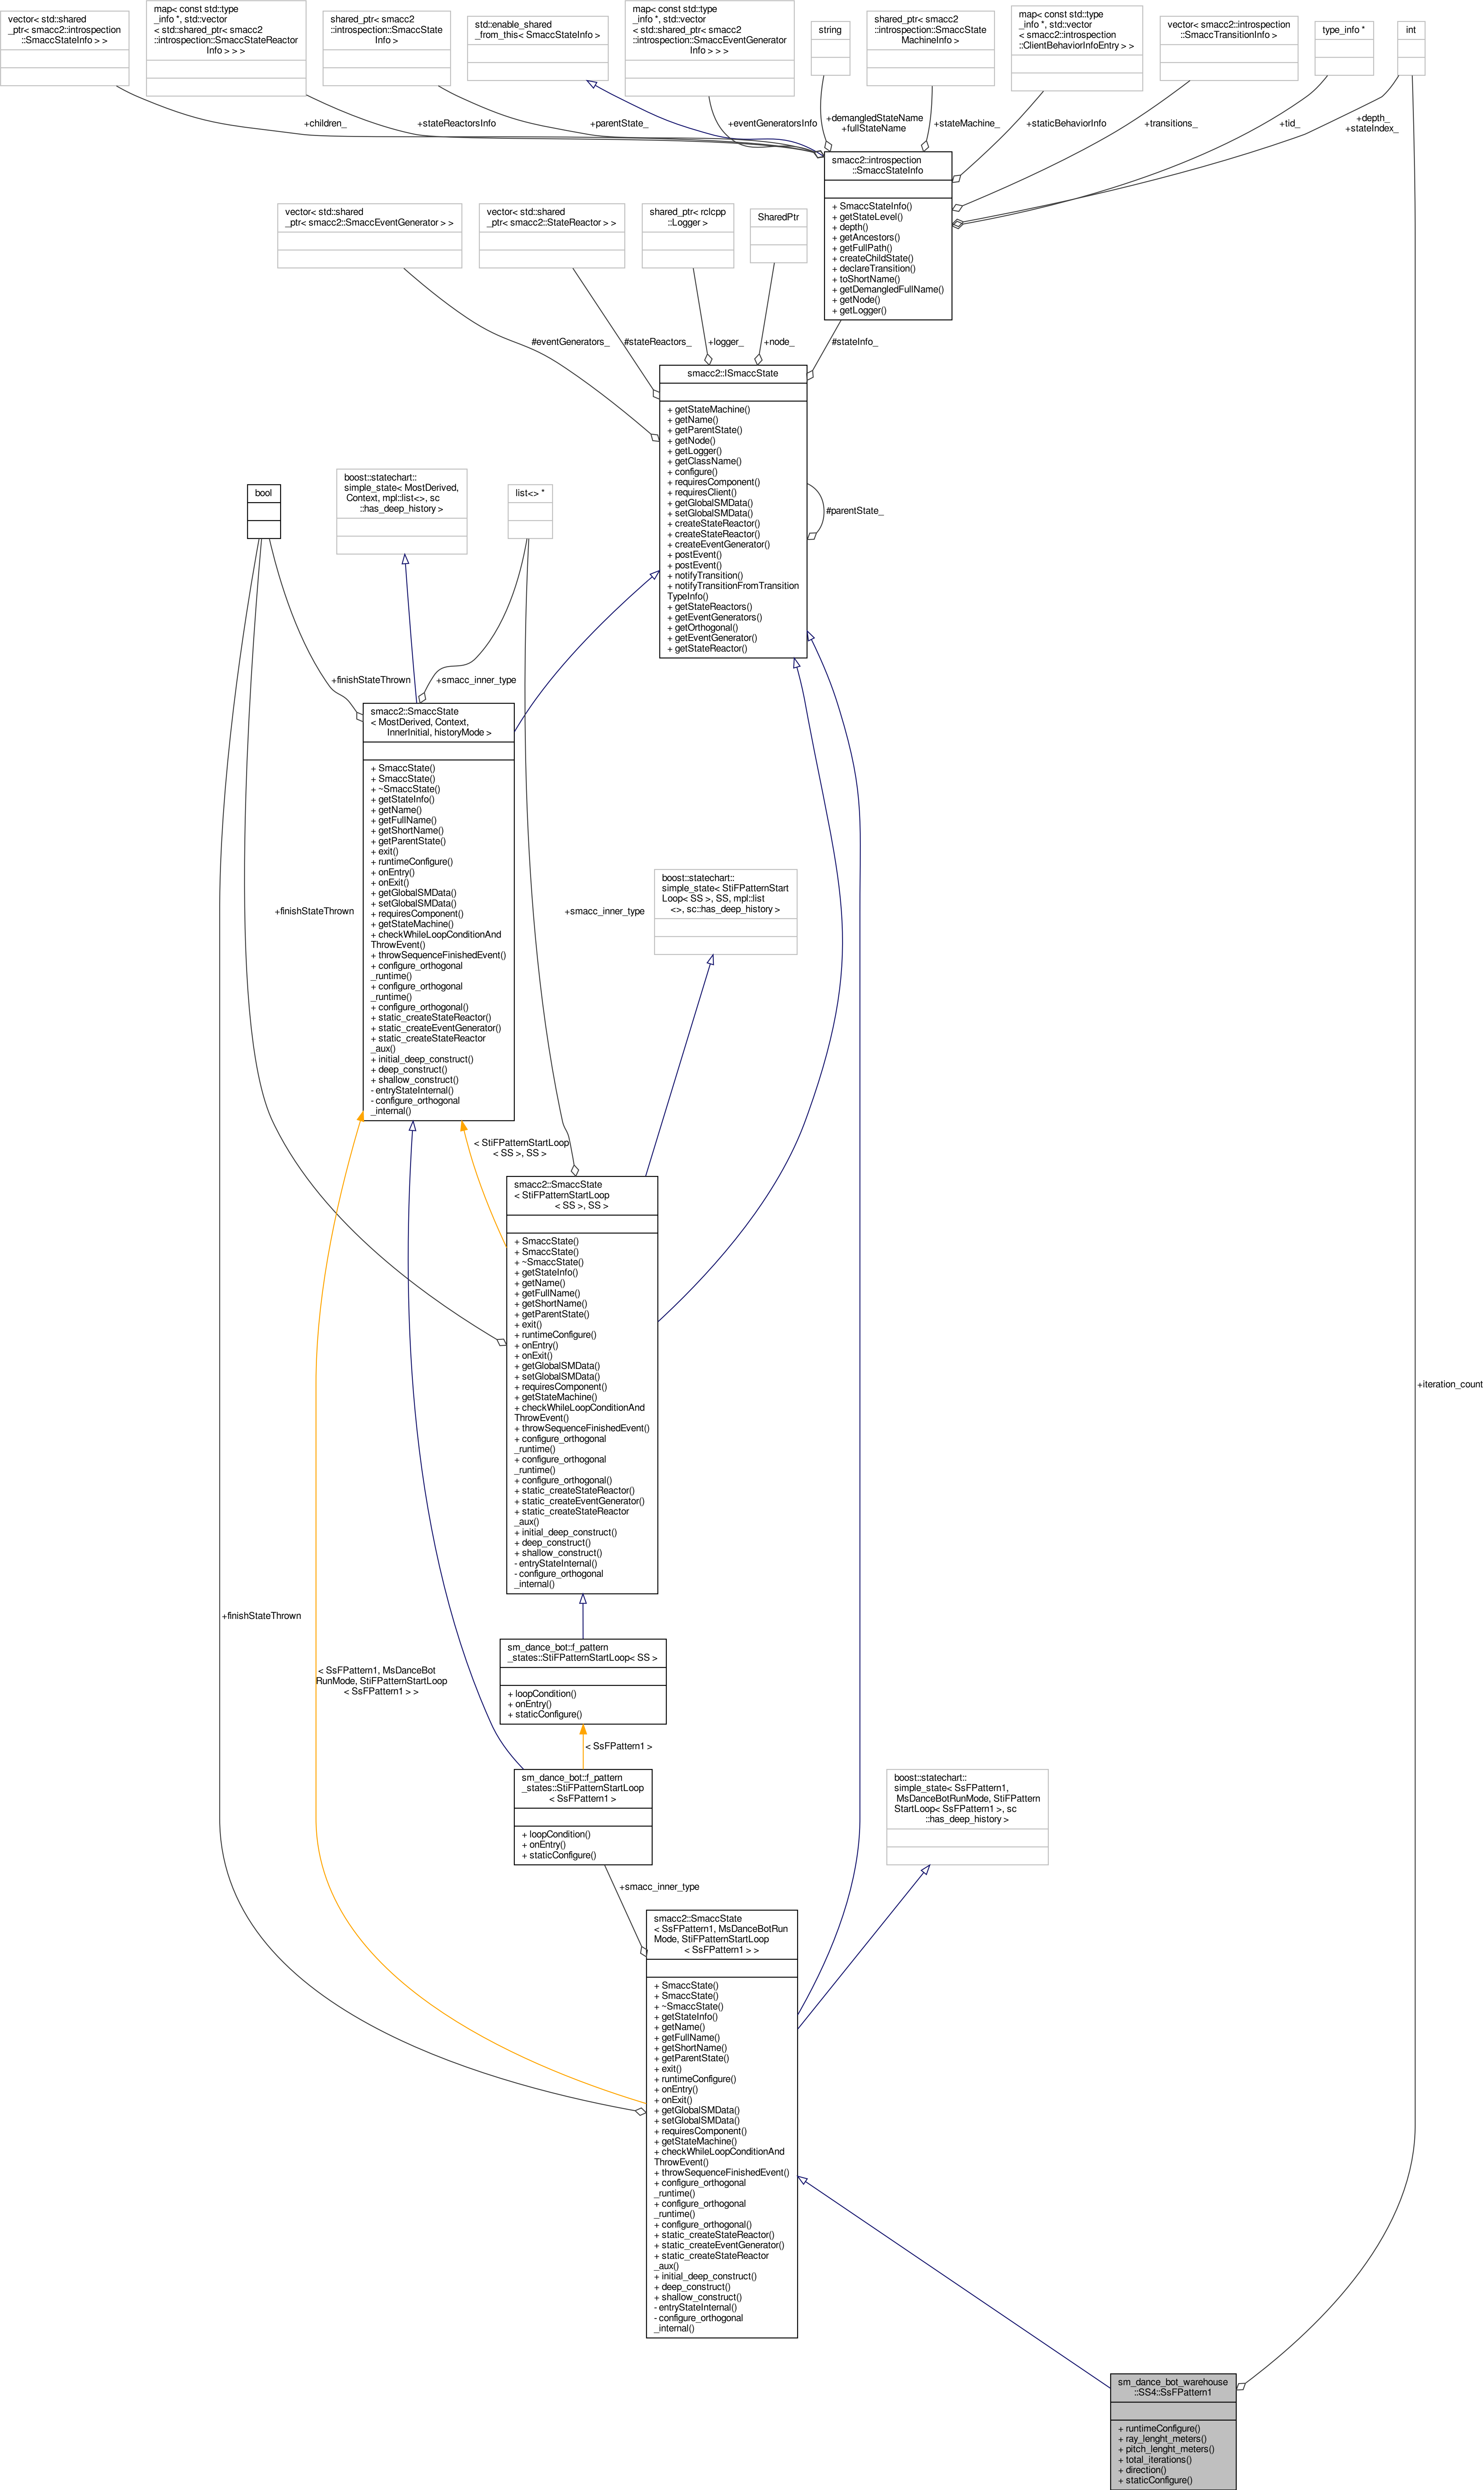 vector< std::shared
_ptr< smacc2::introspection
::SmaccStateInfo > >
map< const std::type
_info *, std::vector
< std::shared_ptr< smacc2
::introspection::SmaccStateReactor
Info > > >
shared_ptr< smacc2
::introspection::SmaccState
Info >
std::enable_shared
_from_this< SmaccStateInfo >
map< const std::type
_info *, std::vector
< std::shared_ptr< smacc2
::introspection::SmaccEventGenerator
Info > > >
string
shared_ptr< smacc2
::introspection::SmaccState
MachineInfo >
map< const std::type
_info *, std::vector
< smacc2::introspection
::ClientBehaviorInfoEntry > >
vector< smacc2::introspection
::SmaccTransitionInfo >
type_info *
int
+children_
+stateReactorsInfo
+parentState_
+eventGeneratorsInfo
+demangledStateName
+fullStateName
+stateMachine_
+staticBehaviorInfo
+transitions_
+tid_
+depth_
+stateIndex_
smacc2::introspection
::SmaccStateInfo
+ SmaccStateInfo()
+ getStateLevel()
+ depth()
+ getAncestors()
+ getFullPath()
+ createChildState()
+ declareTransition()
+ toShortName()
+ getDemangledFullName()
+ getNode()
+ getLogger()
vector< std::shared
_ptr< smacc2::SmaccEventGenerator > >
vector< std::shared
_ptr< smacc2::StateReactor > >
shared_ptr< rclcpp
::Logger >
SharedPtr
#eventGenerators_
#stateReactors_
+logger_
+node_
#stateInfo_
smacc2::ISmaccState
+ getStateMachine()
+ getName()
+ getParentState()
+ getNode()
+ getLogger()
+ getClassName()
+ configure()
+ requiresComponent()
+ requiresClient()
+ getGlobalSMData()
+ setGlobalSMData()
+ createStateReactor()
+ createStateReactor()
+ createEventGenerator()
+ postEvent()
+ postEvent()
+ notifyTransition()
+ notifyTransitionFromTransition
TypeInfo()
+ getStateReactors()
+ getEventGenerators()
+ getOrthogonal()
+ getEventGenerator()
+ getStateReactor()
#parentState_
bool
boost::statechart::
simple_state< MostDerived,
Context, mpl::list<>, sc
::has_deep_history >
list<> *
+finishStateThrown
+smacc_inner_type
smacc2::SmaccState
< MostDerived, Context,
InnerInitial, historyMode >
+ SmaccState()
+ SmaccState()
+ ~SmaccState()
+ getStateInfo()
+ getName()
+ getFullName()
+ getShortName()
+ getParentState()
+ exit()
+ runtimeConfigure()
+ onEntry()
+ onExit()
+ getGlobalSMData()
+ setGlobalSMData()
+ requiresComponent()
+ getStateMachine()
+ checkWhileLoopConditionAnd
ThrowEvent()
+ throwSequenceFinishedEvent()
+ configure_orthogonal
_runtime()
+ configure_orthogonal
_runtime()
+ configure_orthogonal()
+ static_createStateReactor()
+ static_createEventGenerator()
+ static_createStateReactor
_aux()
+ initial_deep_construct()
+ deep_construct()
+ shallow_construct()
- entryStateInternal()
- configure_orthogonal
_internal()
+finishStateThrown
+smacc_inner_type
boost::statechart::
simple_state< StiFPatternStart
Loop< SS >, SS, mpl::list
<>, sc::has_deep_history >
< StiFPatternStartLoop
< SS >, SS >
smacc2::SmaccState
< StiFPatternStartLoop
< SS >, SS >
+ SmaccState()
+ SmaccState()
+ ~SmaccState()
+ getStateInfo()
+ getName()
+ getFullName()
+ getShortName()
+ getParentState()
+ exit()
+ runtimeConfigure()
+ onEntry()
+ onExit()
+ getGlobalSMData()
+ setGlobalSMData()
+ requiresComponent()
+ getStateMachine()
+ checkWhileLoopConditionAnd
ThrowEvent()
+ throwSequenceFinishedEvent()
+ configure_orthogonal
_runtime()
+ configure_orthogonal
_runtime()
+ configure_orthogonal()
+ static_createStateReactor()
+ static_createEventGenerator()
+ static_createStateReactor
_aux()
+ initial_deep_construct()
+ deep_construct()
+ shallow_construct()
- entryStateInternal()
- configure_orthogonal
_internal()
+iteration_count
+finishStateThrown
< SsFPattern1, MsDanceBot
RunMode, StiFPatternStartLoop
< SsFPattern1 > >
sm_dance_bot::f_pattern
_states::StiFPatternStartLoop< SS >
+ loopCondition()
+ onEntry()
+ staticConfigure()
< SsFPattern1 >
sm_dance_bot::f_pattern
_states::StiFPatternStartLoop
< SsFPattern1 >
+ loopCondition()
+ onEntry()
+ staticConfigure()
boost::statechart::
simple_state< SsFPattern1,
MsDanceBotRunMode, StiFPattern
StartLoop< SsFPattern1 >, sc
::has_deep_history >
+smacc_inner_type
smacc2::SmaccState
< SsFPattern1, MsDanceBotRun
Mode, StiFPatternStartLoop
< SsFPattern1 > >
+ SmaccState()
+ SmaccState()
+ ~SmaccState()
+ getStateInfo()
+ getName()
+ getFullName()
+ getShortName()
+ getParentState()
+ exit()
+ runtimeConfigure()
+ onEntry()
+ onExit()
+ getGlobalSMData()
+ setGlobalSMData()
+ requiresComponent()
+ getStateMachine()
+ checkWhileLoopConditionAnd
ThrowEvent()
+ throwSequenceFinishedEvent()
+ configure_orthogonal
_runtime()
+ configure_orthogonal
_runtime()
+ configure_orthogonal()
+ static_createStateReactor()
+ static_createEventGenerator()
+ static_createStateReactor
_aux()
+ initial_deep_construct()
+ deep_construct()
+ shallow_construct()
- entryStateInternal()
- configure_orthogonal
_internal()
sm_dance_bot_warehouse
::SS4::SsFPattern1
+ runtimeConfigure()
+ ray_lenght_meters()
+ pitch_lenght_meters()
+ total_iterations()
+ direction()
+ staticConfigure()